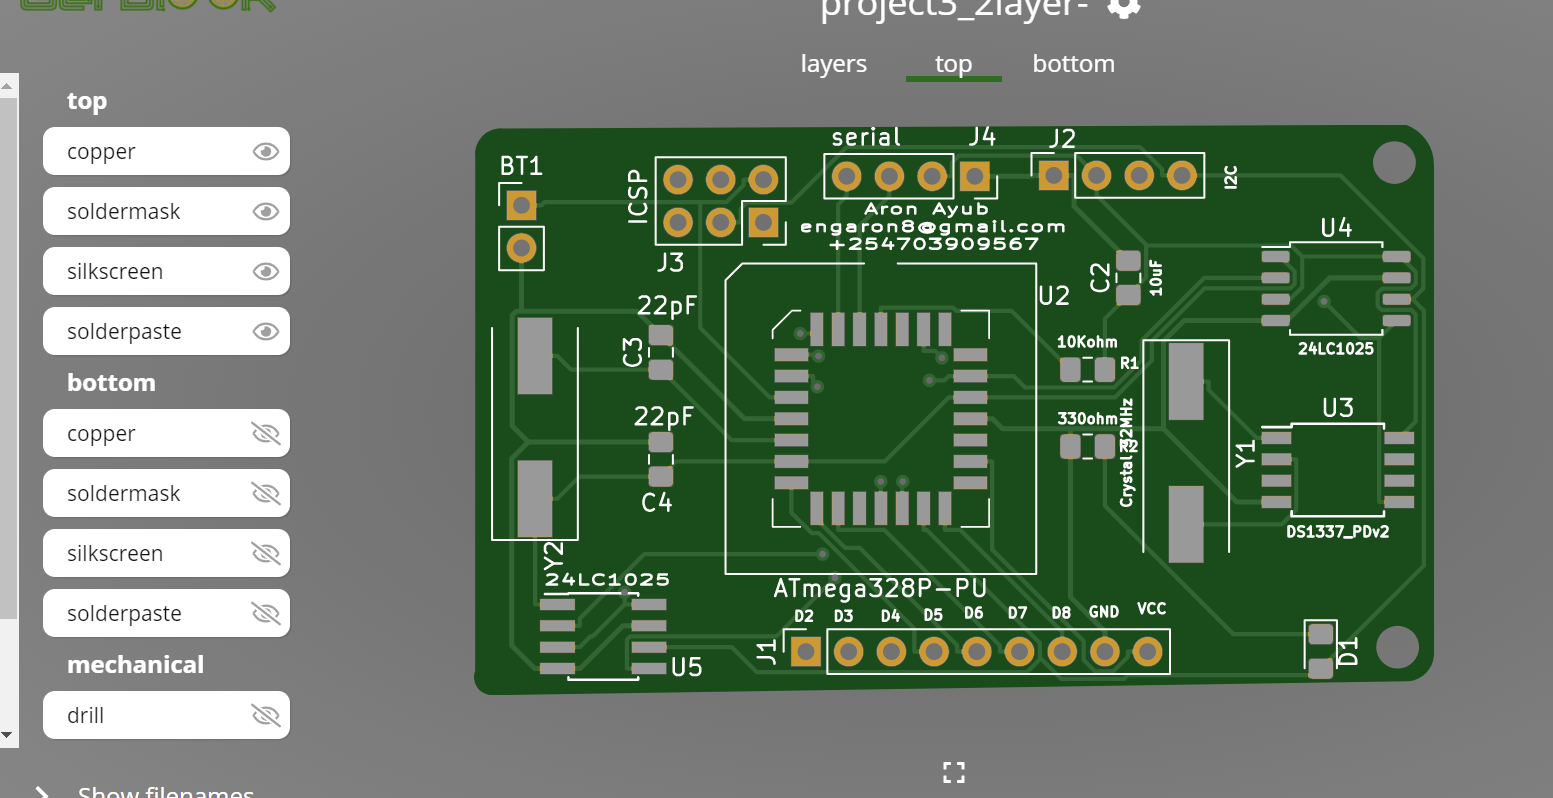 project3_2layer-
layers
top
bottom
top
copper
soldermask
silkscreen
solderpaste
bottom
copper
soldermask
silkscreen
solderpaste
mechanical
drill
Show filenames
BT1
ICSP
J3
serial
J4
J2
I2C
Aron Ayub
engaron8@gmail.com
+254703909567
U4
24LC1025
C2
10uF
U2
22pF
C3
22pF
C4
10Kohm
R1
330ohm
Crystal 32MHz
Y1
U3
DS1337_PDv2
Y2
24LC1025
U5
ATmega328P-PU
D2
D3
D4
D5
D6
D7
D8
GND
VCC
J1
D1